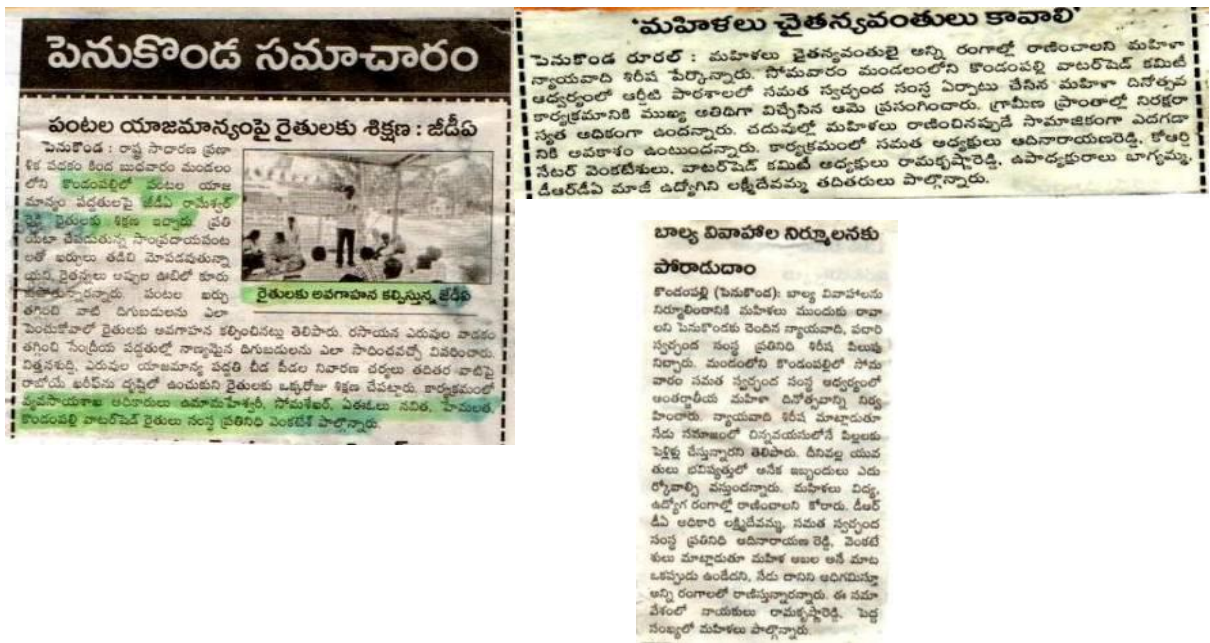 పెనుకొండ సమాచారం
పంటల యాజమాన్యంపై రైతులకు శిక్షణ : జేడీఏ
పెనుకొండ : రాష్ట్ర సాధారణ ప్రణా
ళిక పథకం కింద బుధవారం మండలం
లోని కొండంపల్లిలో పంటల యాజ
మాన్యం పద్ధతులపై జేడీఏ రామేశ్వర్
రెడ్డి రైతులకు శిక్షణ ఇచ్చారు. ప్రతి
యేటా చేపడుతున్న సాంప్రదాయపంట
లతో ఖర్చులు తడిచి మోపెడవుతున్నా
యని రైతన్నలు అప్పుల ఊబిలో కూరు
కుపోతున్నారన్నారు. పంటల ఖర్చు
తగ్గించి వాటి దిగుబడులను ఎలా
రైతులకు అవగాహన కల్పిస్తున్న జేడీఏ
పెంచుకోవాలో రైతులకు అవగాహన కల్పించినట్లు తెలిపారు. రసాయన ఎరువుల వాడకం
తగ్గించి సేంద్రీయ పద్ధతుల్లో నాణ్యమైన దిగుబడులను ఎలా సాధించవచ్చో వివరించారు.
విత్తనశుద్ధి, ఎరువుల యాజమాన్య పద్ధతి చీడ పీడల నివారణ చర్యలు తదితర వాటిపై
రాబోయే ఖరీఫ్‌ను దృష్టిలో ఉంచుకుని రైతులకు ఒక్కరోజు శిక్షణ చేపట్టారు. కార్యక్రమంలో
వ్యవసాయశాఖ అధికారులు ఉమామహేశ్వరి, సోమశేఖర్, ఏఈఓలు నవిత, హేమలత,
కొండంపల్లి వాటర్‌షెడ్ రైతులు సంస్థ ప్రతినిధి వెంకటేశ్ పాల్గొన్నారు.
'మహిళలు చైతన్యవంతులు కావాలి'
పెనుకొండ రూరల్ : మహిళలు చైతన్యవంతులై అన్ని రంగాల్లో రాణించాలని మహిళా
న్యాయవాది శిరీష పేర్కొన్నారు. సోమవారం మండలంలోని కొండంపల్లి వాటర్‌షెడ్ కమిటీ
ఆధ్వర్యంలో ఆర్డీటి పాఠశాలలో సమత స్వచ్ఛంద సంస్థ ఏర్పాటు చేసిన మహిళా దినోత్సవ
కార్యక్రమానికి ముఖ్య అతిథిగా విచ్చేసిన ఆమె ప్రసంగించారు. గ్రామీణ ప్రాంతాల్లో నిరక్షరా
స్యత అధికంగా ఉందన్నారు. చదువుల్లో మహిళలు రాణించినప్పుడే సామాజికంగా ఎదగడా
నికి అవకాశం ఉంటుందన్నారు. కార్యక్రమంలో సమత అధ్యక్షులు ఆదినారాయణరెడ్డి, కోఆర్డి
నేటర్ వెంకటేశులు, వాటర్‌షెడ్ కమిటీ అధ్యక్షులు రామకృష్ణారెడ్డి, ఉపాధ్యక్షురాలు భాగ్యమ్మ,
డీఆర్‌డీఏ మాజీ ఉద్యోగిని లక్ష్మీదేవమ్మ తదితరులు పాల్గొన్నారు.
బాల్య వివాహాల నిర్మూలనకు
పోరాడుదాం
కొండంపల్లి (పెనుకొండ): బాల్య వివాహాలను
నిర్మూలించడానికి మహిళలు ముందుకు రావా
లని పెనుకొండకు చెందిన న్యాయవాది, పలారి
స్వచ్ఛంద సంస్థ ప్రతినిధి శిరీష పిలుపు
నిచ్చారు. మండంలోని కొండంపల్లిలో సోమ
వారం సమత స్వచ్ఛంద సంస్థ ఆధ్వర్యంలో
అంతర్జాతీయ మహిళా దినోత్సవాన్ని నిర్వ
హించారు. న్యాయవాది శిరీష మాట్లాడుతూ
నేడు సమాజంలో చిన్నవయసులోనే పిల్లలకు
పెళ్లిళ్లు చేస్తున్నారని తెలిపారు. దీనివల్ల యువ
తులు భవిష్యత్తులో అనేక ఇబ్బందులు ఎదు
ర్కోవాల్సి వస్తుందన్నారు. మహిళలు విద్య,
ఉద్యోగ రంగాల్లో రాణించాలని కోరారు. డీఆర్
డీఏ అధికారి లక్ష్మిదేవమ్మ, సమత స్వచ్ఛంద
సంస్థ ప్రతినిధి ఆదినారాయణ రెడ్డి, వెంకటే
శులు మాట్లాడుతూ మహిళ అబల అనే మాట
ఒకప్పుడు ఉండేదని, నేడు దానిని అధిగమిస్తూ
అన్ని రంగాలలో రాణిస్తున్నారన్నారు. ఈ సమా
వేశంలో నాయకులు రామకృష్ణారెడ్డి, పెద్ద
సంఖ్యలో మహిళలు పాల్గొన్నారు.